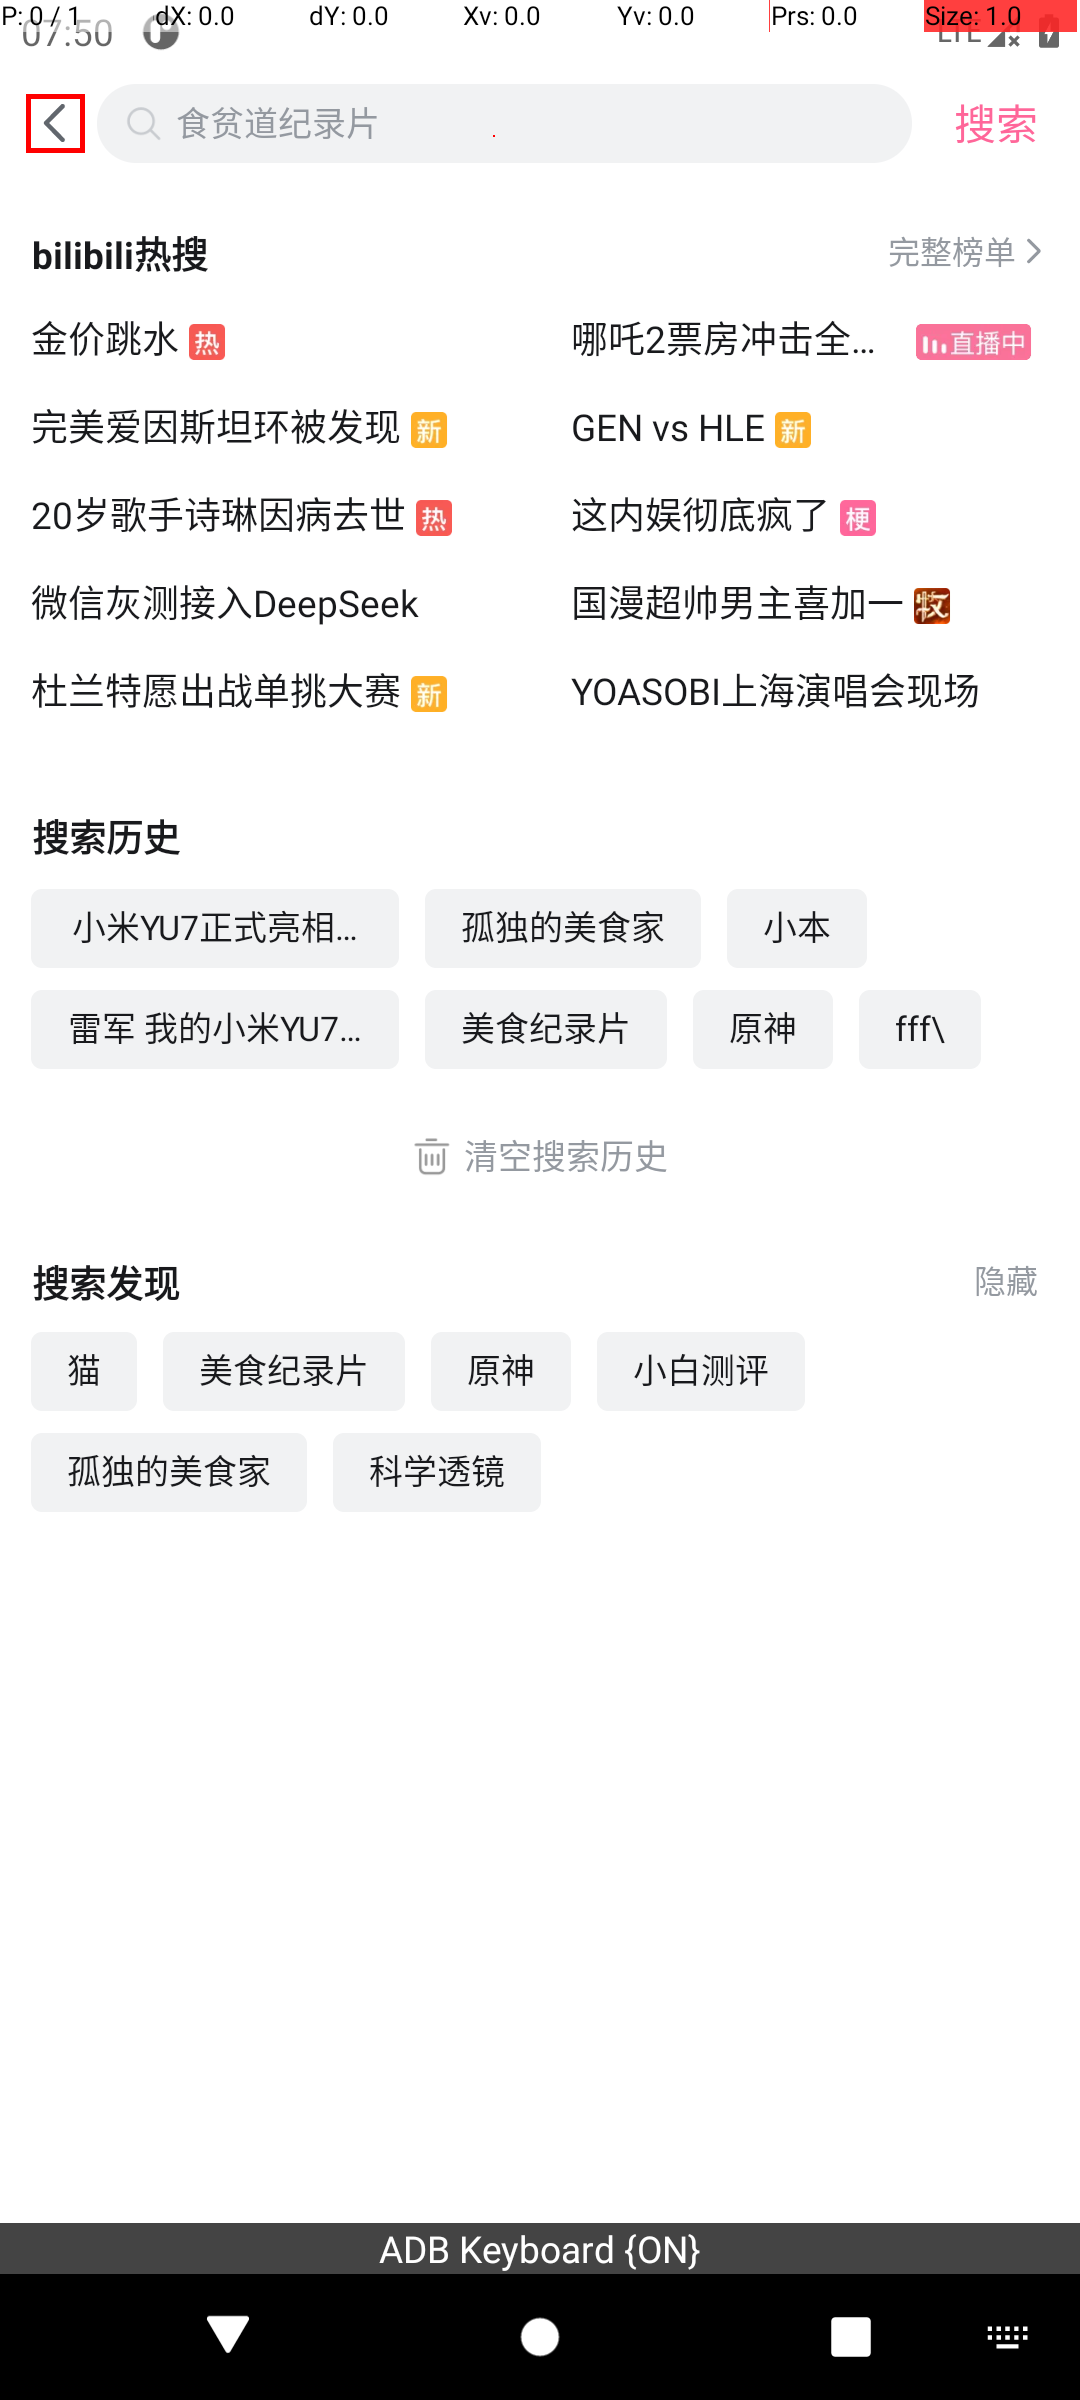 P: 0 / 1 dX: 0.0 dY: 0.0 Xv: 0.0 Yv: 0.0 Prs: 0.0 Size: 1.0
07:50 LTE
食贫道纪录片 搜索
bilibili热搜 完整榜单
金价跳水 热 哪吒2票房冲击全... 直播中
完美爱因斯坦环被发现 新 GEN vs HLE 新
20岁歌手诗琳因病去世 热 这内娱彻底疯了 梗
微信灰测接入DeepSeek 国漫超帅男主喜加一 牧
杜兰特愿出战单挑大赛 新 YOASOBI上海演唱会现场
搜索历史
小米YU7正式亮相... 孤独的美食家 小本
雷军 我的小米YU7... 美食纪录片 原神 fff\
清空搜索历史
搜索发现 隐藏
猫 美食纪录片 原神 小白测评
孤独的美食家 科学透镜
ADB Keyboard {ON}